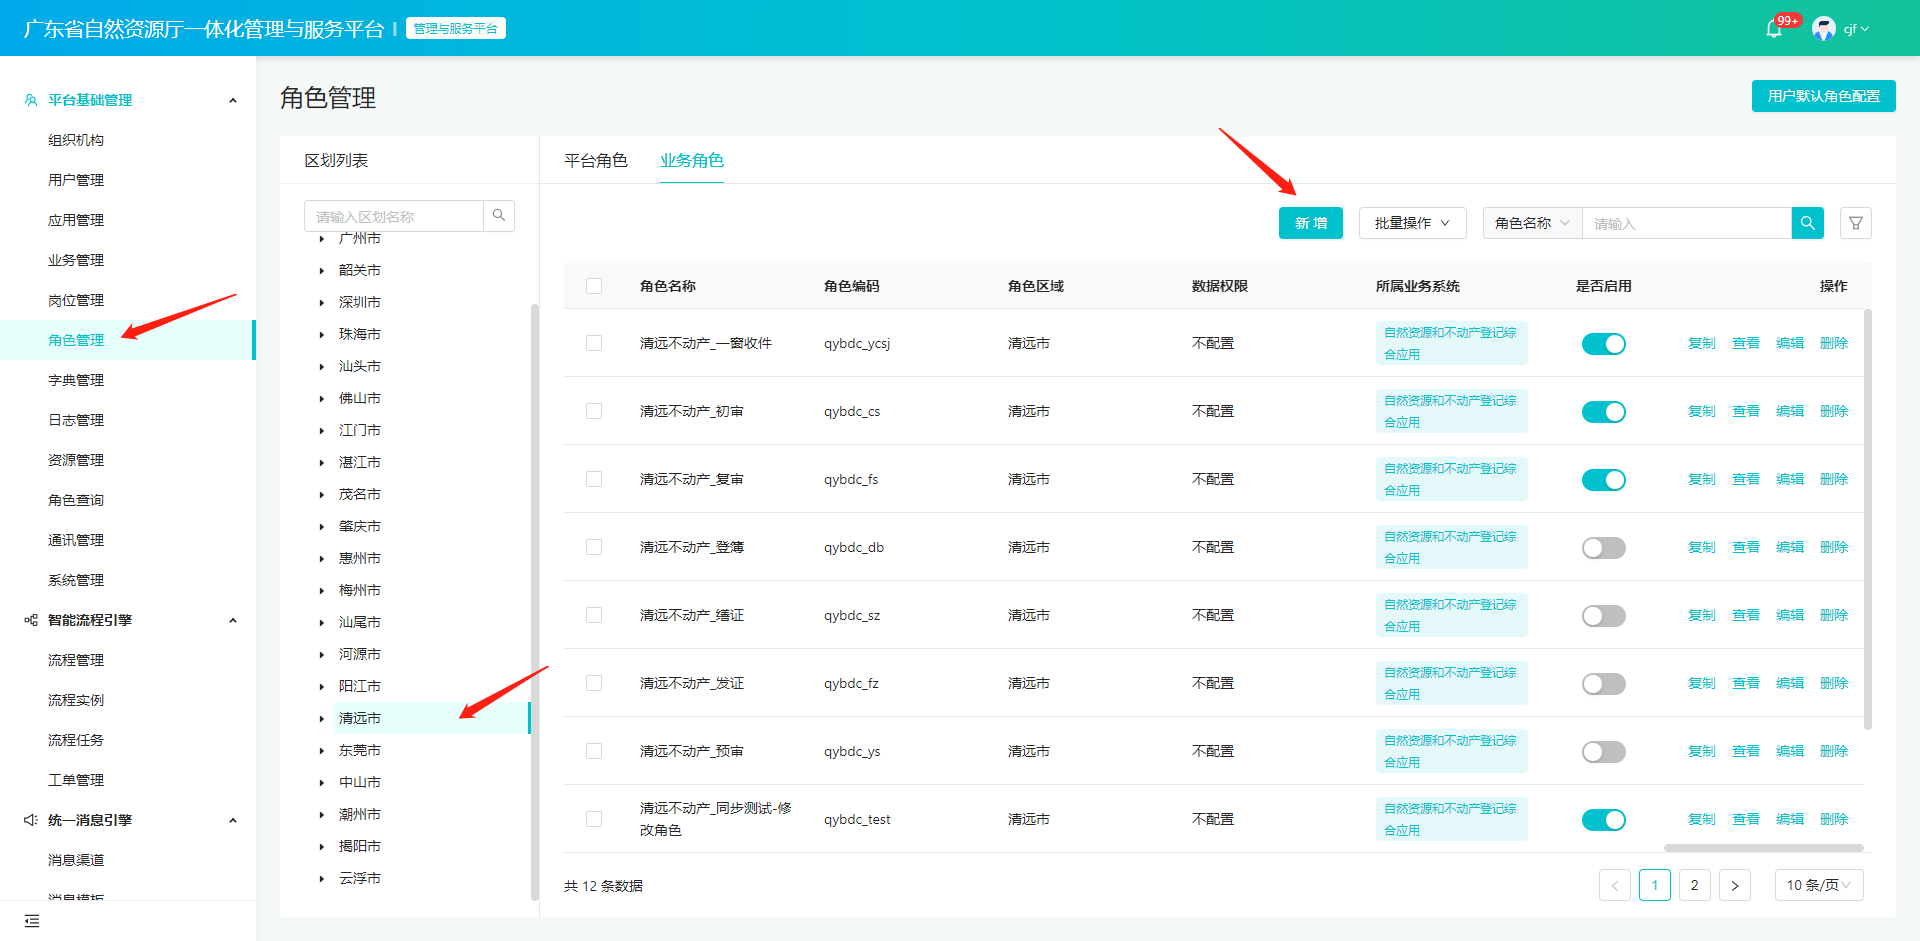 广东省自然资源厅一体化管理与服务平台 | 管理与服务平台
99+
cjf
平台基础管理
组织机构
用户管理
应用管理
业务管理
岗位管理
角色管理
字典管理
日志管理
资源管理
角色查询
通讯管理
系统管理
智能流程引擎
流程管理
流程实例
流程任务
工单管理
统一消息引擎
消息渠道
消息模板
角色管理
用户默认角色配置
区划列表
请输入区划名称
广州市
韶关市
深圳市
珠海市
汕头市
佛山市
江门市
湛江市
茂名市
肇庆市
惠州市
梅州市
汕尾市
河源市
阳江市
清远市
东莞市
中山市
潮州市
揭阳市
云浮市
平台角色 业务角色
新 增 批量操作 角色名称 请输入
角色名称 角色编码 角色区域 数据权限 所属业务系统 是否启用 操作
清远不动产_一窗收件 qybdc_ycsj 清远市 不配置 自然资源和不动产登记综
合应用
复制 查看 编辑 删除
清远不动产_初审 qybdc_cs 清远市 不配置 自然资源和不动产登记综
合应用
复制 查看 编辑 删除
清远不动产_复审 qybdc_fs 清远市 不配置 自然资源和不动产登记综
合应用
复制 查看 编辑 删除
清远不动产_登簿 qybdc_db 清远市 不配置 自然资源和不动产登记综
合应用
复制 查看 编辑 删除
清远不动产_缮证 qybdc_sz 清远市 不配置 自然资源和不动产登记综
合应用
复制 查看 编辑 删除
清远不动产_发证 qybdc_fz 清远市 不配置 自然资源和不动产登记综
合应用
复制 查看 编辑 删除
清远不动产_预审 qybdc_ys 清远市 不配置 自然资源和不动产登记综
合应用
复制 查看 编辑 删除
清远不动产_同步测试-修
改角色
qybdc_test 清远市 不配置 自然资源和不动产登记综
合应用
复制 查看 编辑 删除
共 12 条数据
< 1 2 > 10 条/页